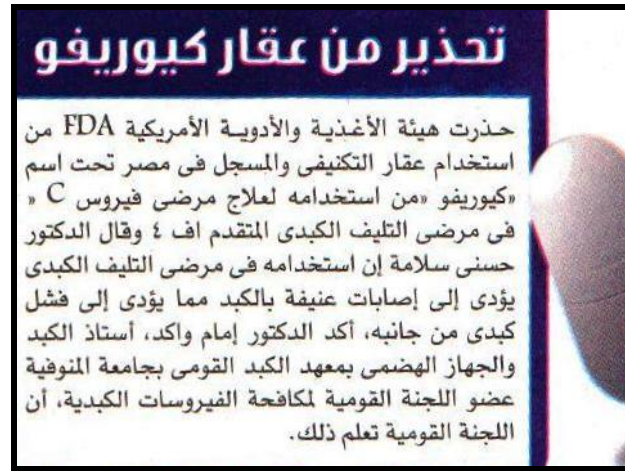 تحذير من عقار كيوريفو
حذرت هيئة الأغذية والأدوية الأمريكية FDA من
استخدام عقار التكنيفى والمسجل فى مصر تحت اسم
«كيوريفو «من استخدامه لعلاج مرضى فيروس C «
فى مرضى التليف الكبدى المتقدم اف ٤ وقال الدكتور
حسنى سلامة إن استخدامه فى مرضى التليف الكبدى
يؤدى إلى إصابات عنيفة بالكبد مما يؤدى إلى فشل
كبدى من جانبه، أكد الدكتور إمام واكد، أستاذ الكبد
والجهاز الهضمى بمعهد الكبد القومى بجامعة المنوفية
عضو اللجنة القومية لمكافحة الفيروسات الكبدية، أن
اللجنة القومية تعلم ذلك.